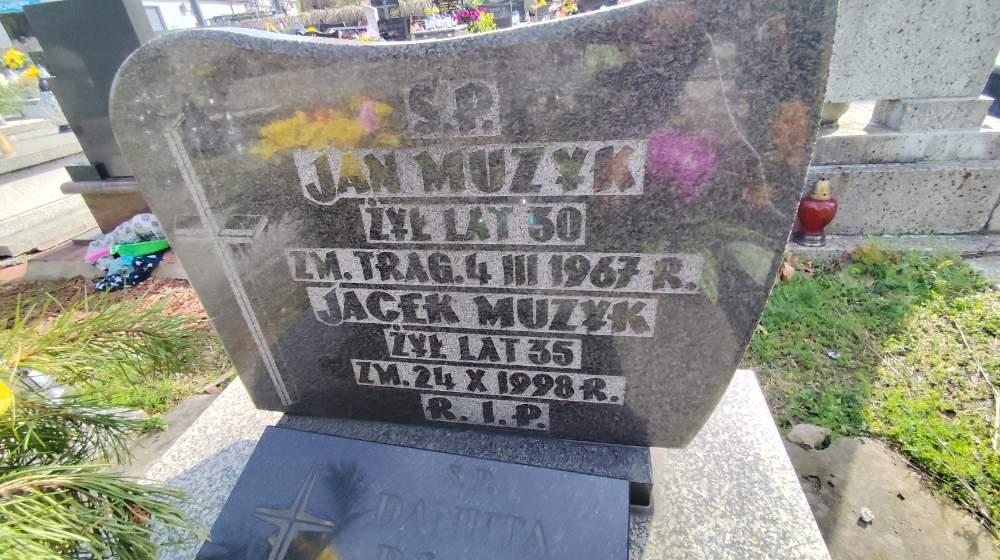 Ś.P.
JAN MUZYK
ŻYŁ LAT 30
ZM. TRAG. 4 III 1967 R.
JACEK MUZYK
ŻYŁ LAT 35
ZM. 24 X 1998 R.
R. I. P.
Ś.P.
DANUTA